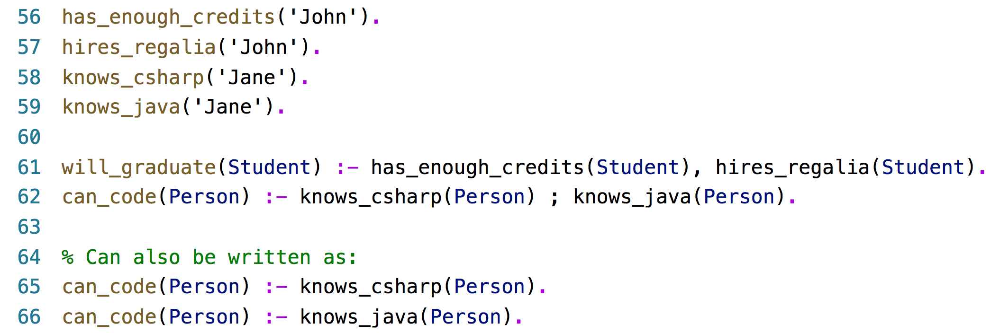 56 has_enough_credits('John').
57 hires_regalia('John').
58 knows_csharp('Jane').
59 knows_java('Jane').
60
61 will_graduate(Student) :- has_enough_credits(Student), hires_regalia(Student).
62 can_code(Person) :- knows_csharp(Person) ; knows_java(Person).
63
64 % Can also be written as:
65 can_code(Person) :- knows_csharp(Person).
66 can_code(Person) :- knows_java(Person).